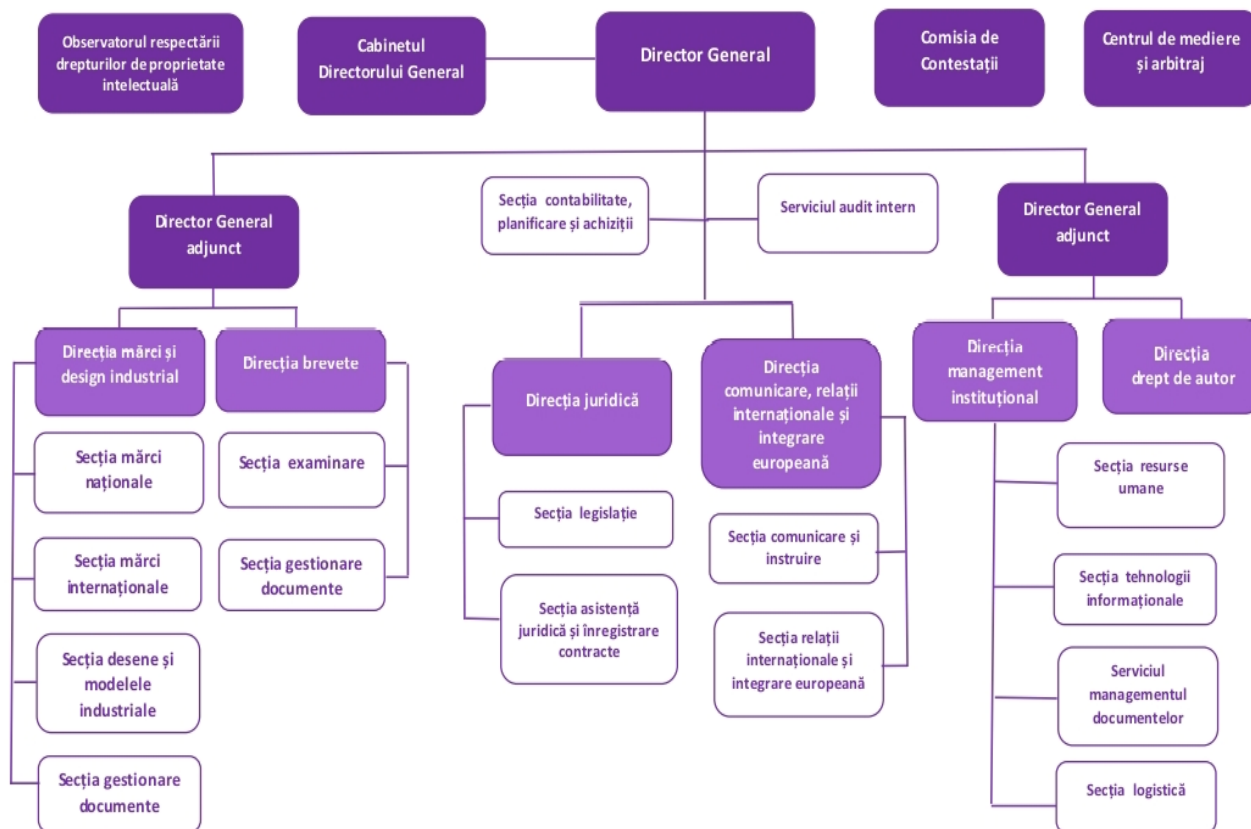 Observatorul respectării
drepturilor de proprietate
intelectuală
Cabinetul
Directorului General
Director General
Comisia de
Contestații
Centrul de mediere
și arbitraj
Director General
adjunct
Secția contabilitate,
planificare și achiziții
Serviciul audit intern
Director General
adjunct
Direcția mărci și
design industrial
Direcția brevete
Secția mărci
naționale
Secția mărci
internaționale
Secția desene și
modelele
industriale
Secția gestionare
documente
Secția examinare
Secția gestionare
documente
Direcția juridică
Secția legislație
Secția asistență
juridică și înregistrare
contracte
Direcția
comunicare, relații
internaționale și
integrare
europeană
Secția comunicare și
instruire
Secția relații
internaționale și
integrare europeană
Direcția
management
instituțional
Direcția
drept de autor
Secția resurse
umane
Secția tehnologii
informaționale
Serviciul
managementul
documentelor
Secția logistică